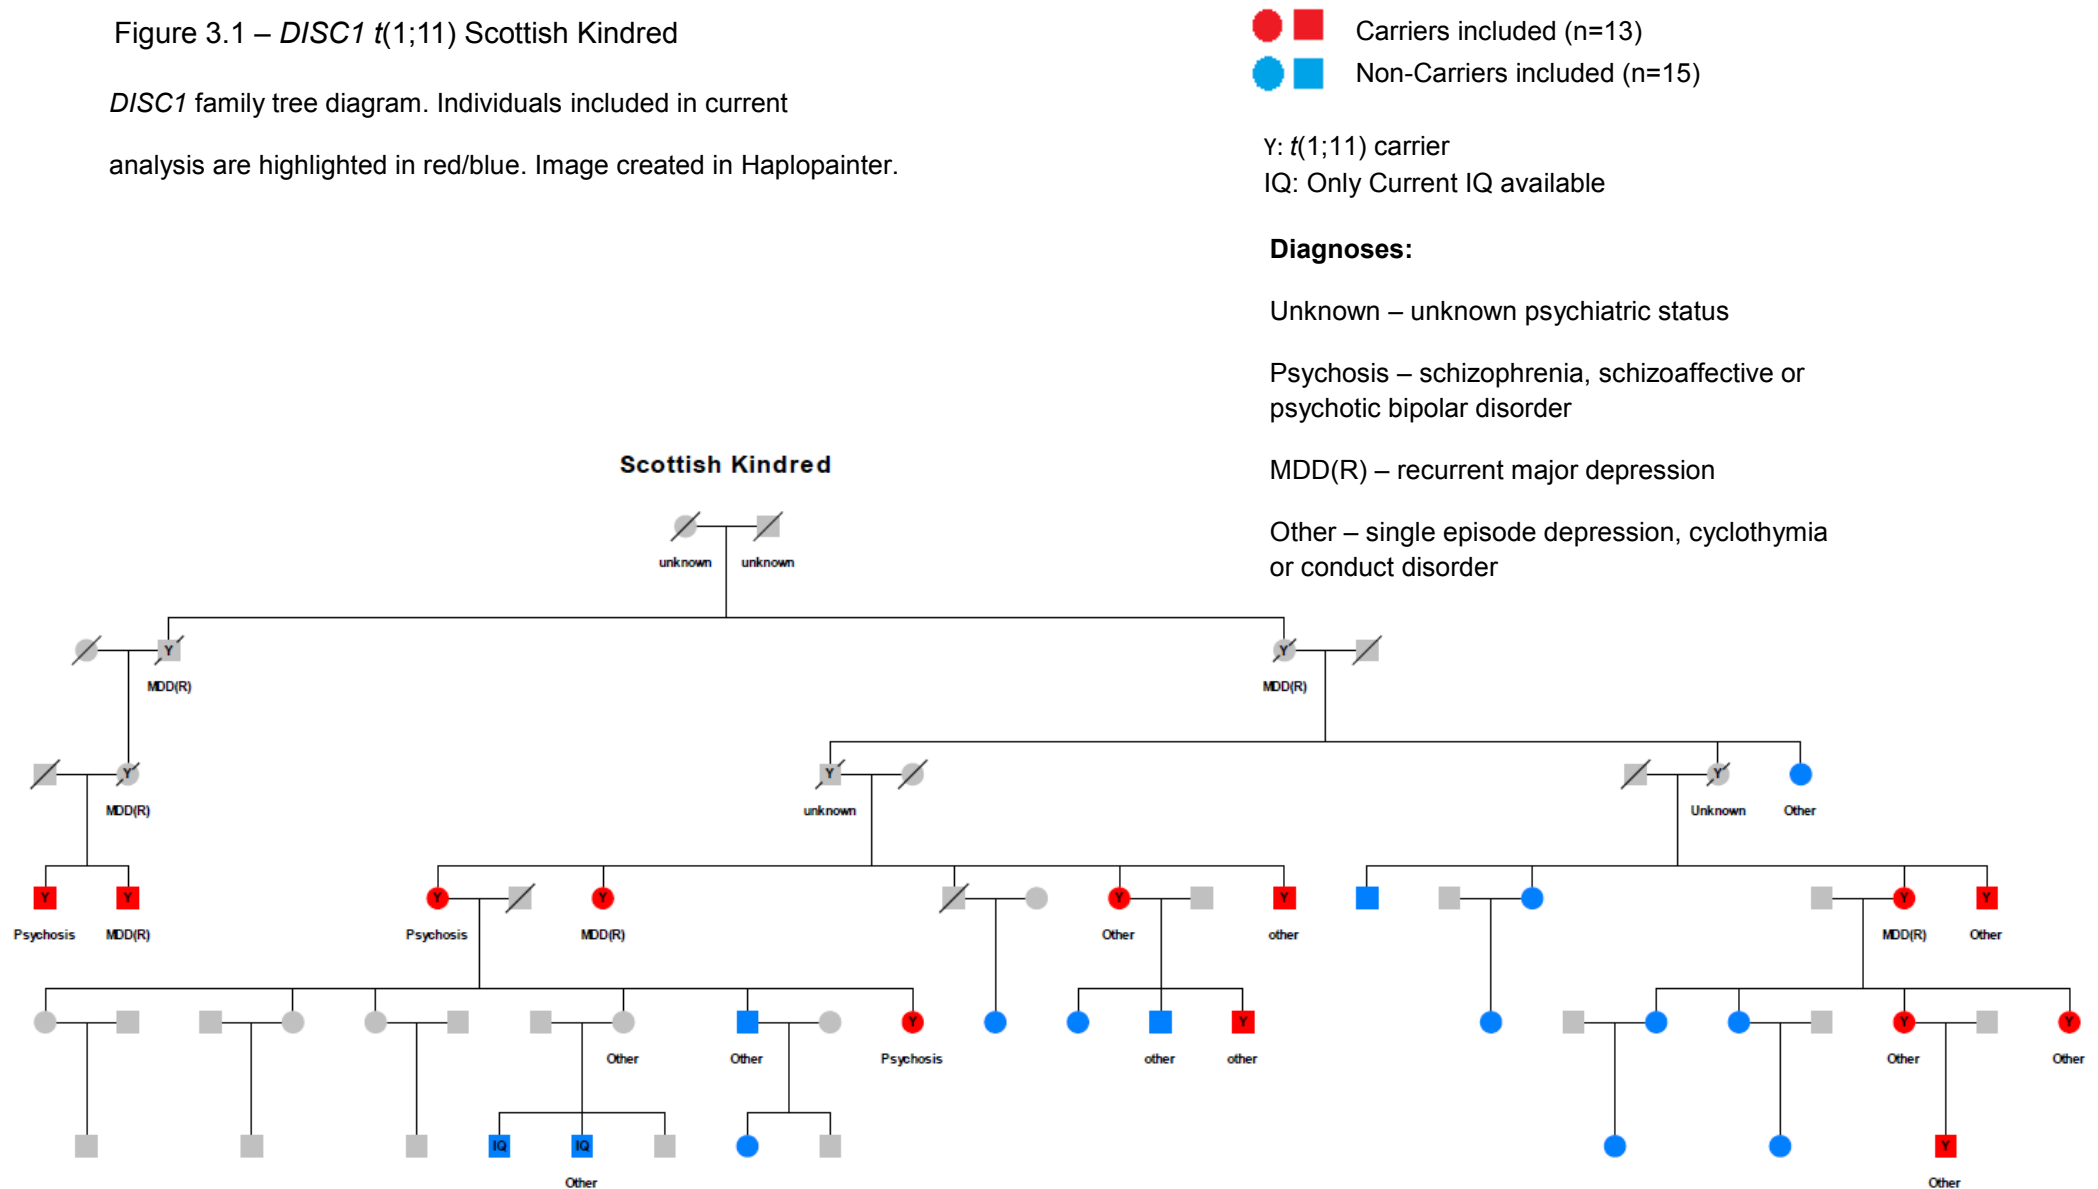 Figure 3.1 – DISC1 t(1;11) Scottish Kindred
DISC1 family tree diagram. Individuals included in current
analysis are highlighted in red/blue. Image created in Haplopainter.
Carriers included (n=13)
Non-Carriers included (n=15)
Y: t(1;11) carrier
IQ: Only Current IQ available
Diagnoses:
Unknown – unknown psychiatric status
Psychosis – schizophrenia, schizoaffective or
psychotic bipolar disorder
MDD(R) – recurrent major depression
Other – single episode depression, cyclothymia
or conduct disorder
Scottish Kindred
unknown unknown
Y Y
MDD(R) MDD(R)
Y Y Y
MDD(R) unknown Unknown Other
Y Y Y Y Y Y Y Y
Psychosis MDD(R) Psychosis MDD(R) Other other MDD(R) Other
Y Y Y Y
Other Other Psychosis other other Other Other
IQ IQ Y
Other Other